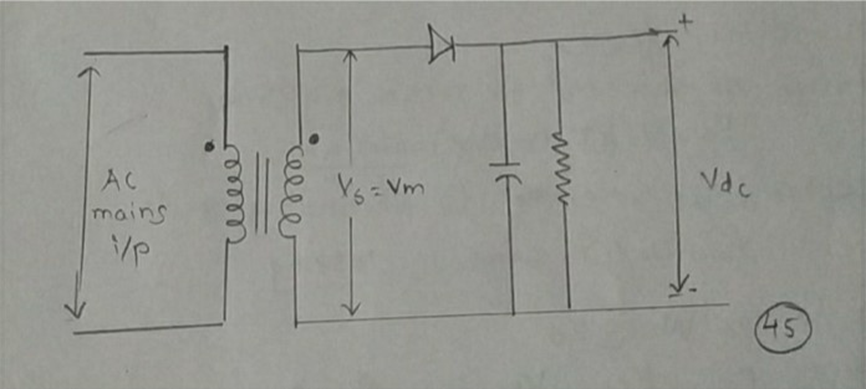 +
AC
mains
i/p
Vs = Vm
Vdc
-
45